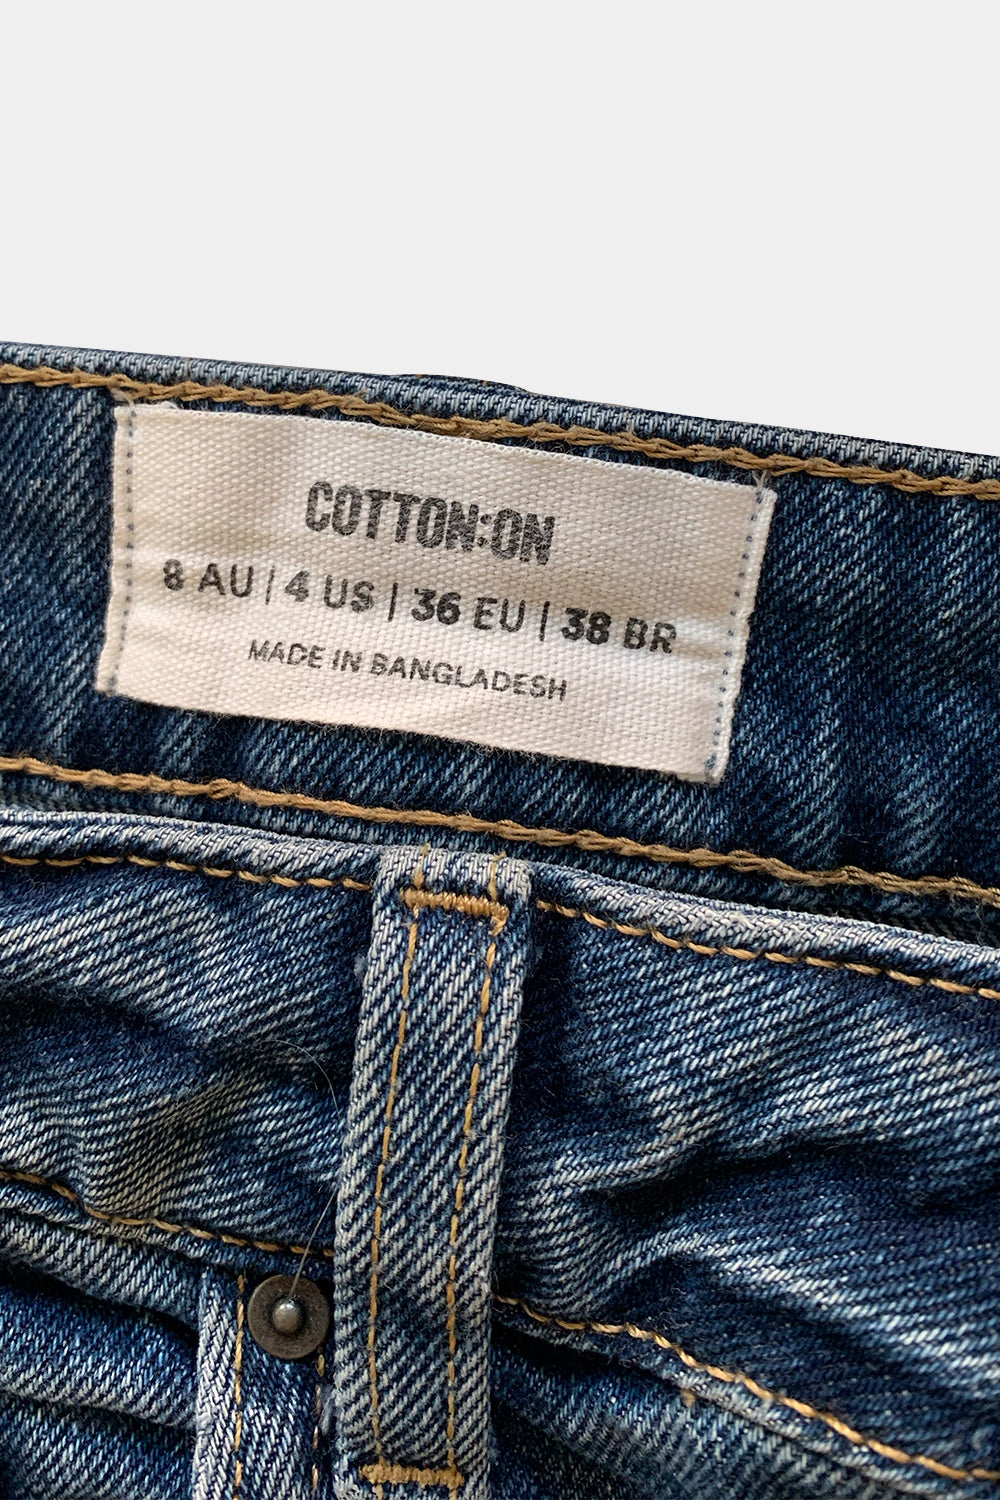 COTTON:ON
8 AU | 4 US | 36 EU | 38 BR
MADE IN BANGLADESH